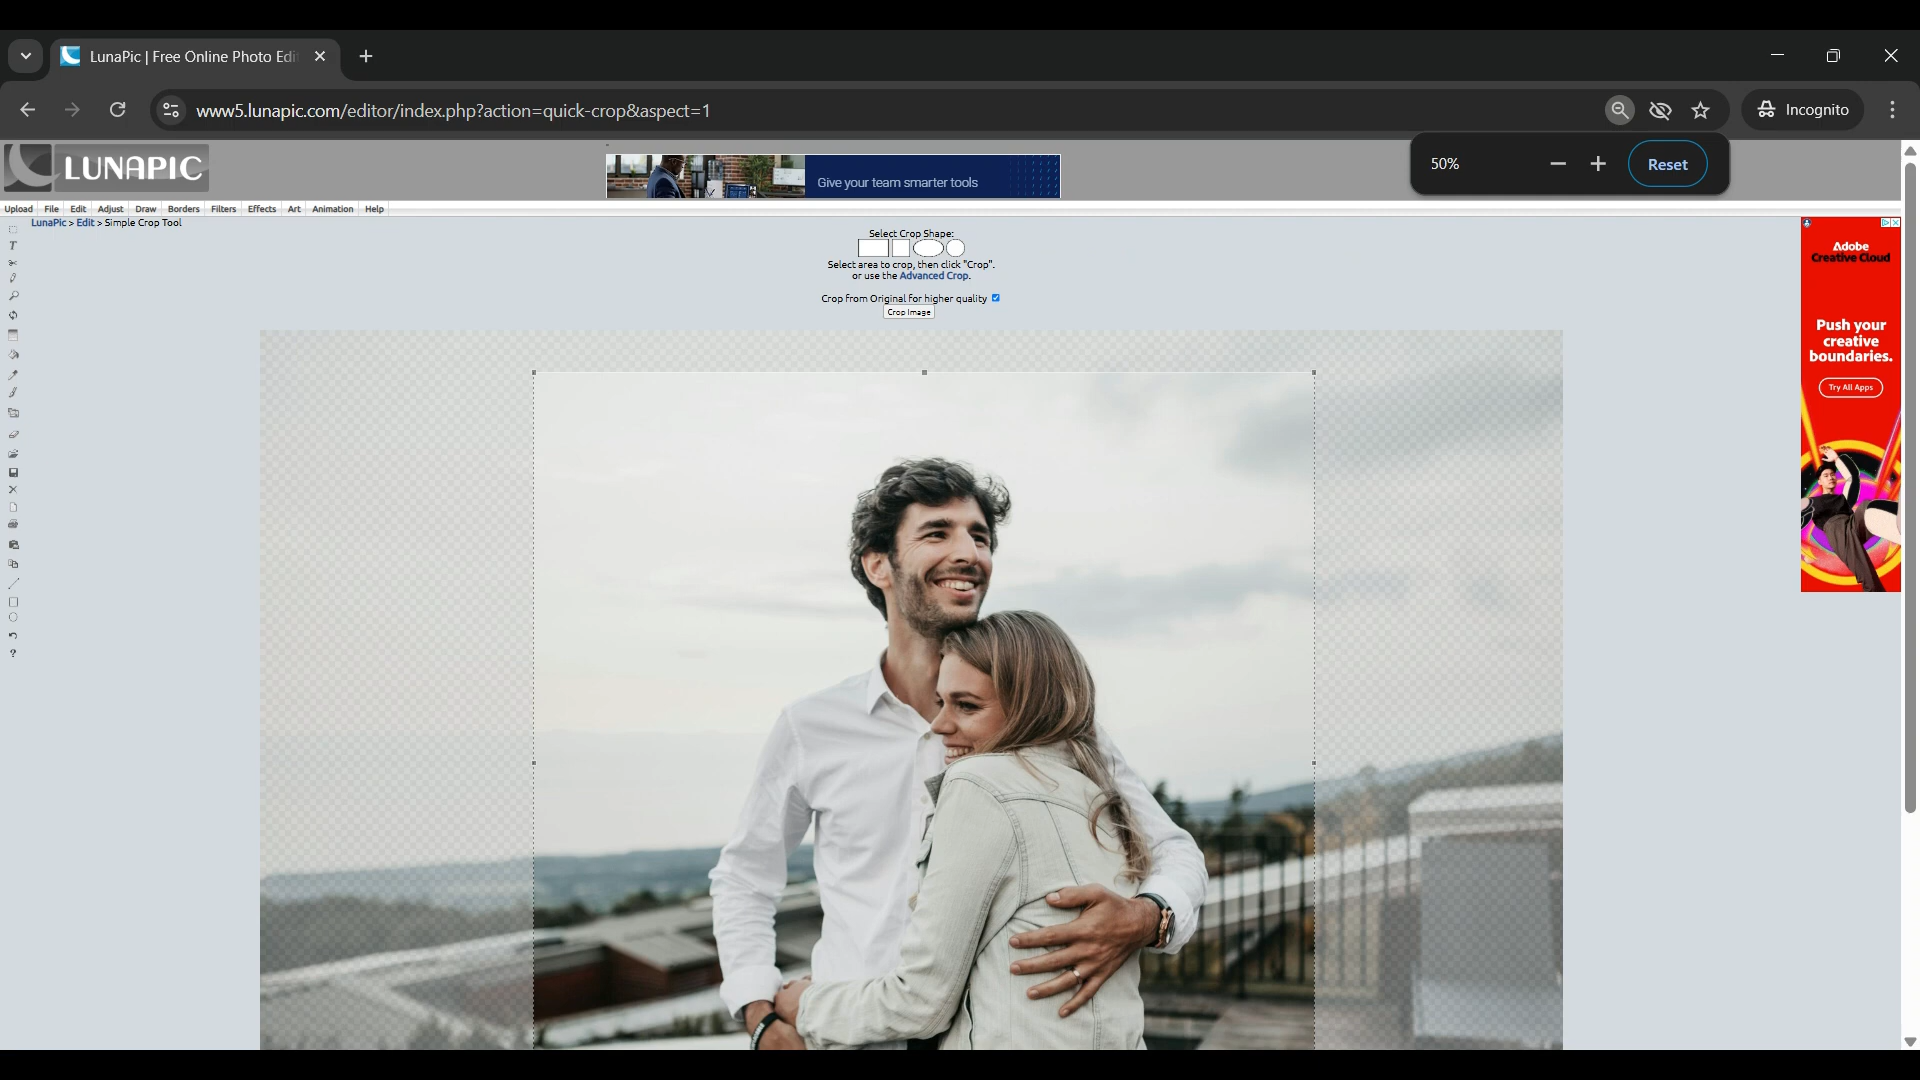 LunaPic | Free Online Photo Edi
www5.lunapic.com/editor/index.php?action=quick-crop&aspect=1
Incognito
50%
Reset
LUNAPIC
Give your team smarter tools
Upload File Edit Adjust Draw Borders Filters Effects Art Animation Help
LunaPic > Edit > Simple Crop Tool
Select Crop Shape:
Select area to crop, then click "Crop".
or use the Advanced Crop.
Crop from Original for higher quality
Crop Image
Adobe
Creative Cloud
Push your
creative
boundaries.
Try All Apps